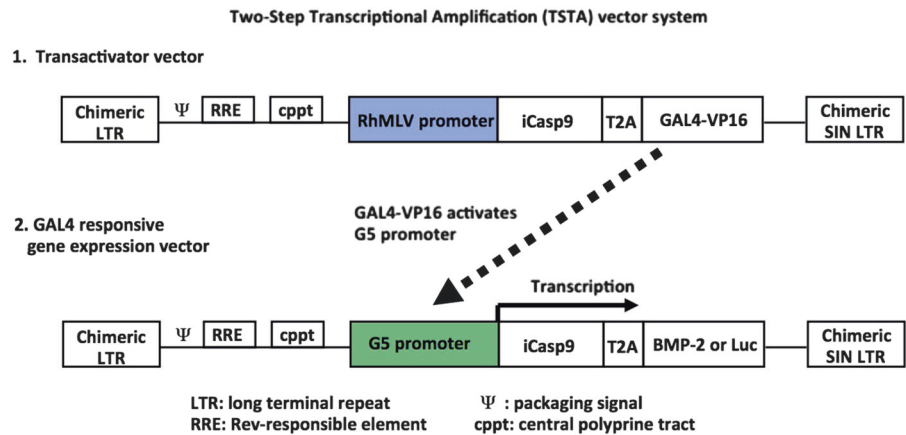 Two-Step Transcriptional Amplification (TSTA) vector system
1. Transactivator vector
Chimeric
LTR
Ψ
RRE
cppt
RhMLV promoter
iCasp9
T2A
GAL4-VP16
Chimeric
SIN LTR
GAL4-VP16 activates
G5 promoter
2. GAL4 responsive
gene expression vector
Transcription
Chimeric
LTR
Ψ
RRE
cppt
G5 promoter
iCasp9
T2A
BMP-2 or Luc
Chimeric
SIN LTR
LTR: long terminal repeat
Ψ : packaging signal
RRE: Rev-responsible element
cppt: central polyprine tract